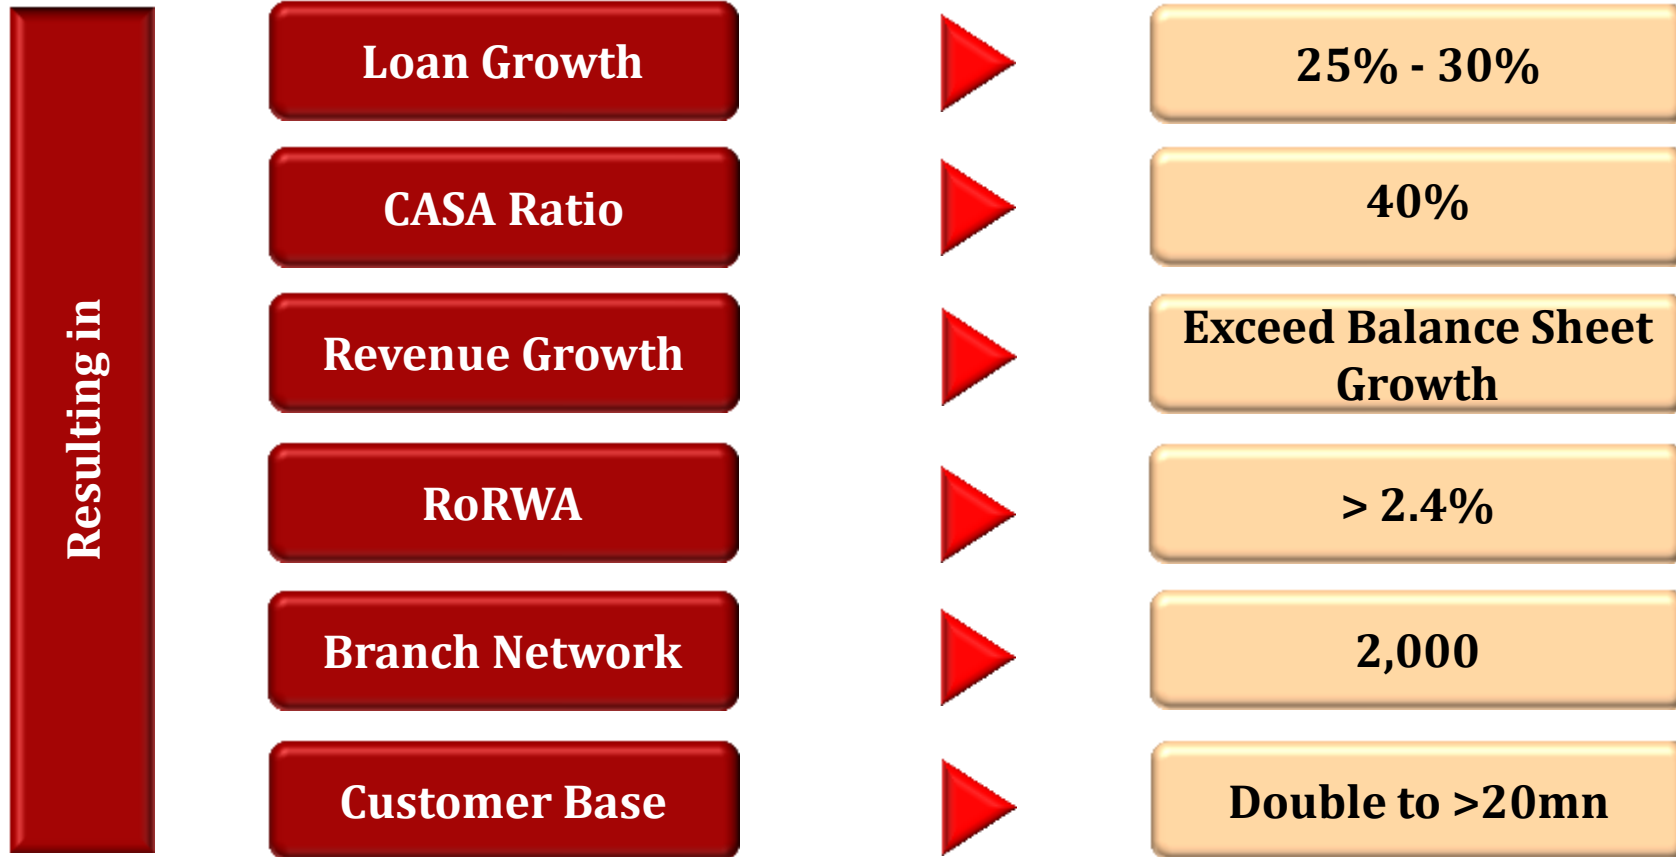 Resulting in
Loan Growth
25% - 30%
CASA Ratio
40%
Revenue Growth
Exceed Balance Sheet
Growth
RoRWA
> 2.4%
Branch Network
2,000
Customer Base
Double to >20mn